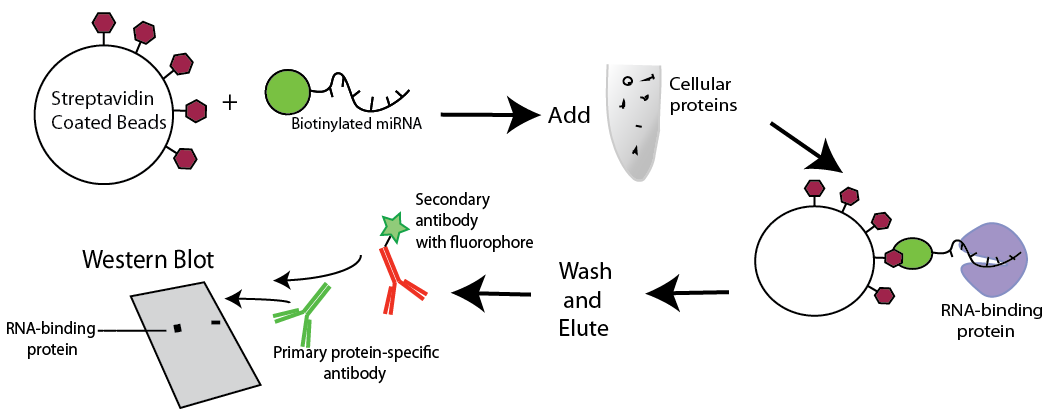 Streptavidin
Coated Beads
+
Biotinylated miRNA
Add
Cellular
proteins
RNA-binding
protein
Wash
and
Elute
Secondary
antibody
with fluorophore
Primary protein-specific
antibody
Western Blot
RNA-binding
protein